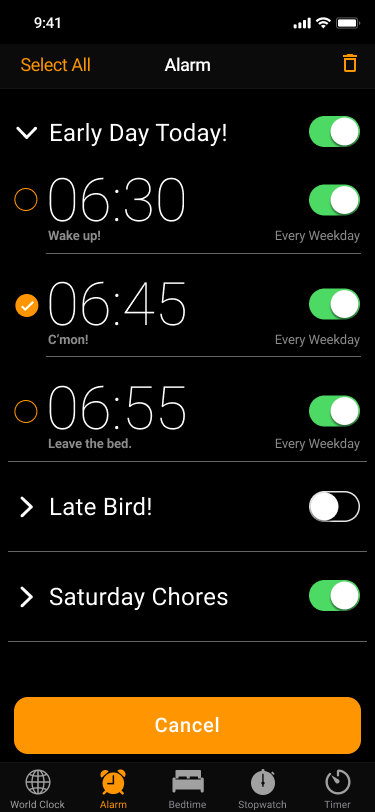 9:41
Select All Alarm
Early Day Today!
06:30
Wake up! Every Weekday
06:45
C'mon! Every Weekday
06:55
Leave the bed. Every Weekday
Late Bird!
Saturday Chores
Cancel
World Clock Alarm Bedtime Stopwatch Timer